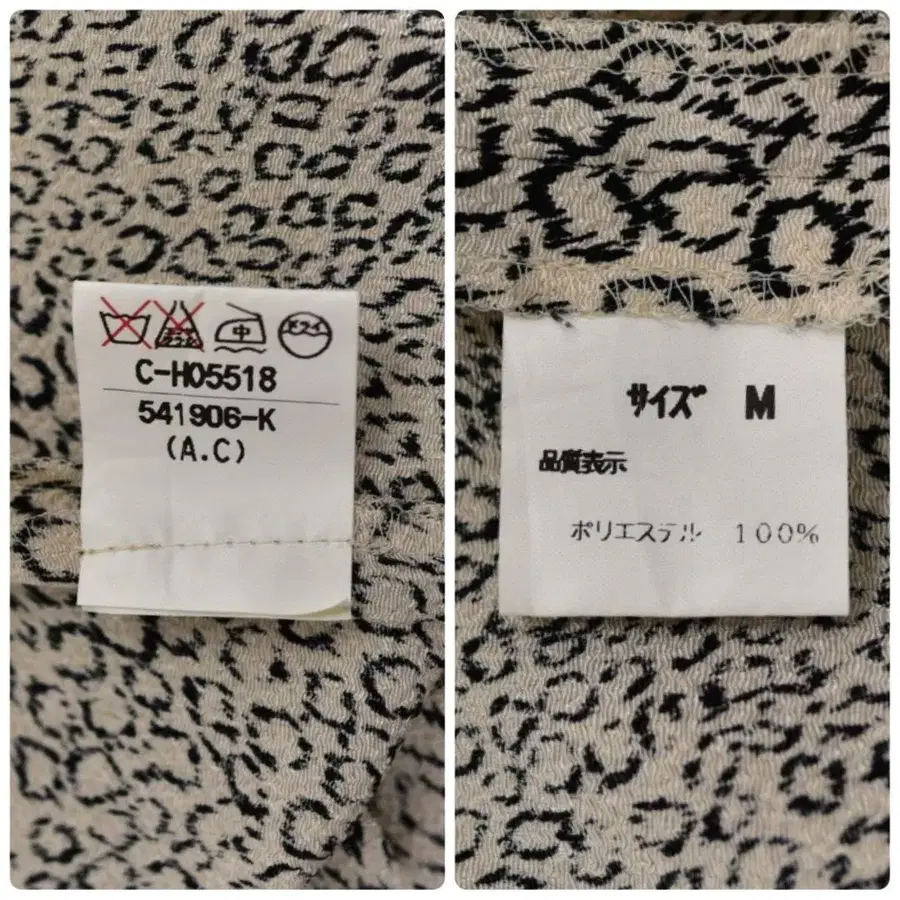 中 ドライ
C-H05518
541906-K
(A.C)
サイズ M
品質表示
ポリエステル 100%